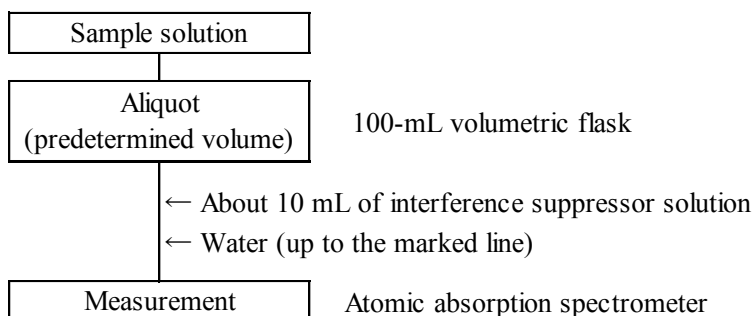 Sample solution
Aliquot
(predetermined volume)
100-mL volumetric flask
← About 10 mL of interference suppressor solution
← Water (up to the marked line)
Measurement
Atomic absorption spectrometer